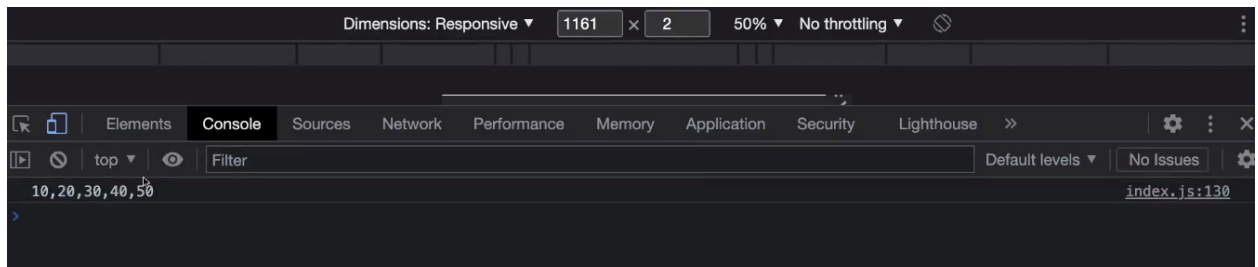 Dimensions: Responsive ▼ 1161 × 2 50% ▼ No throttling ▼
Elements Console Sources Network Performance Memory Application Security Lighthouse »
top ▼ Filter Default levels ▼ No Issues
10,20,30,40,50 index.js:130
>